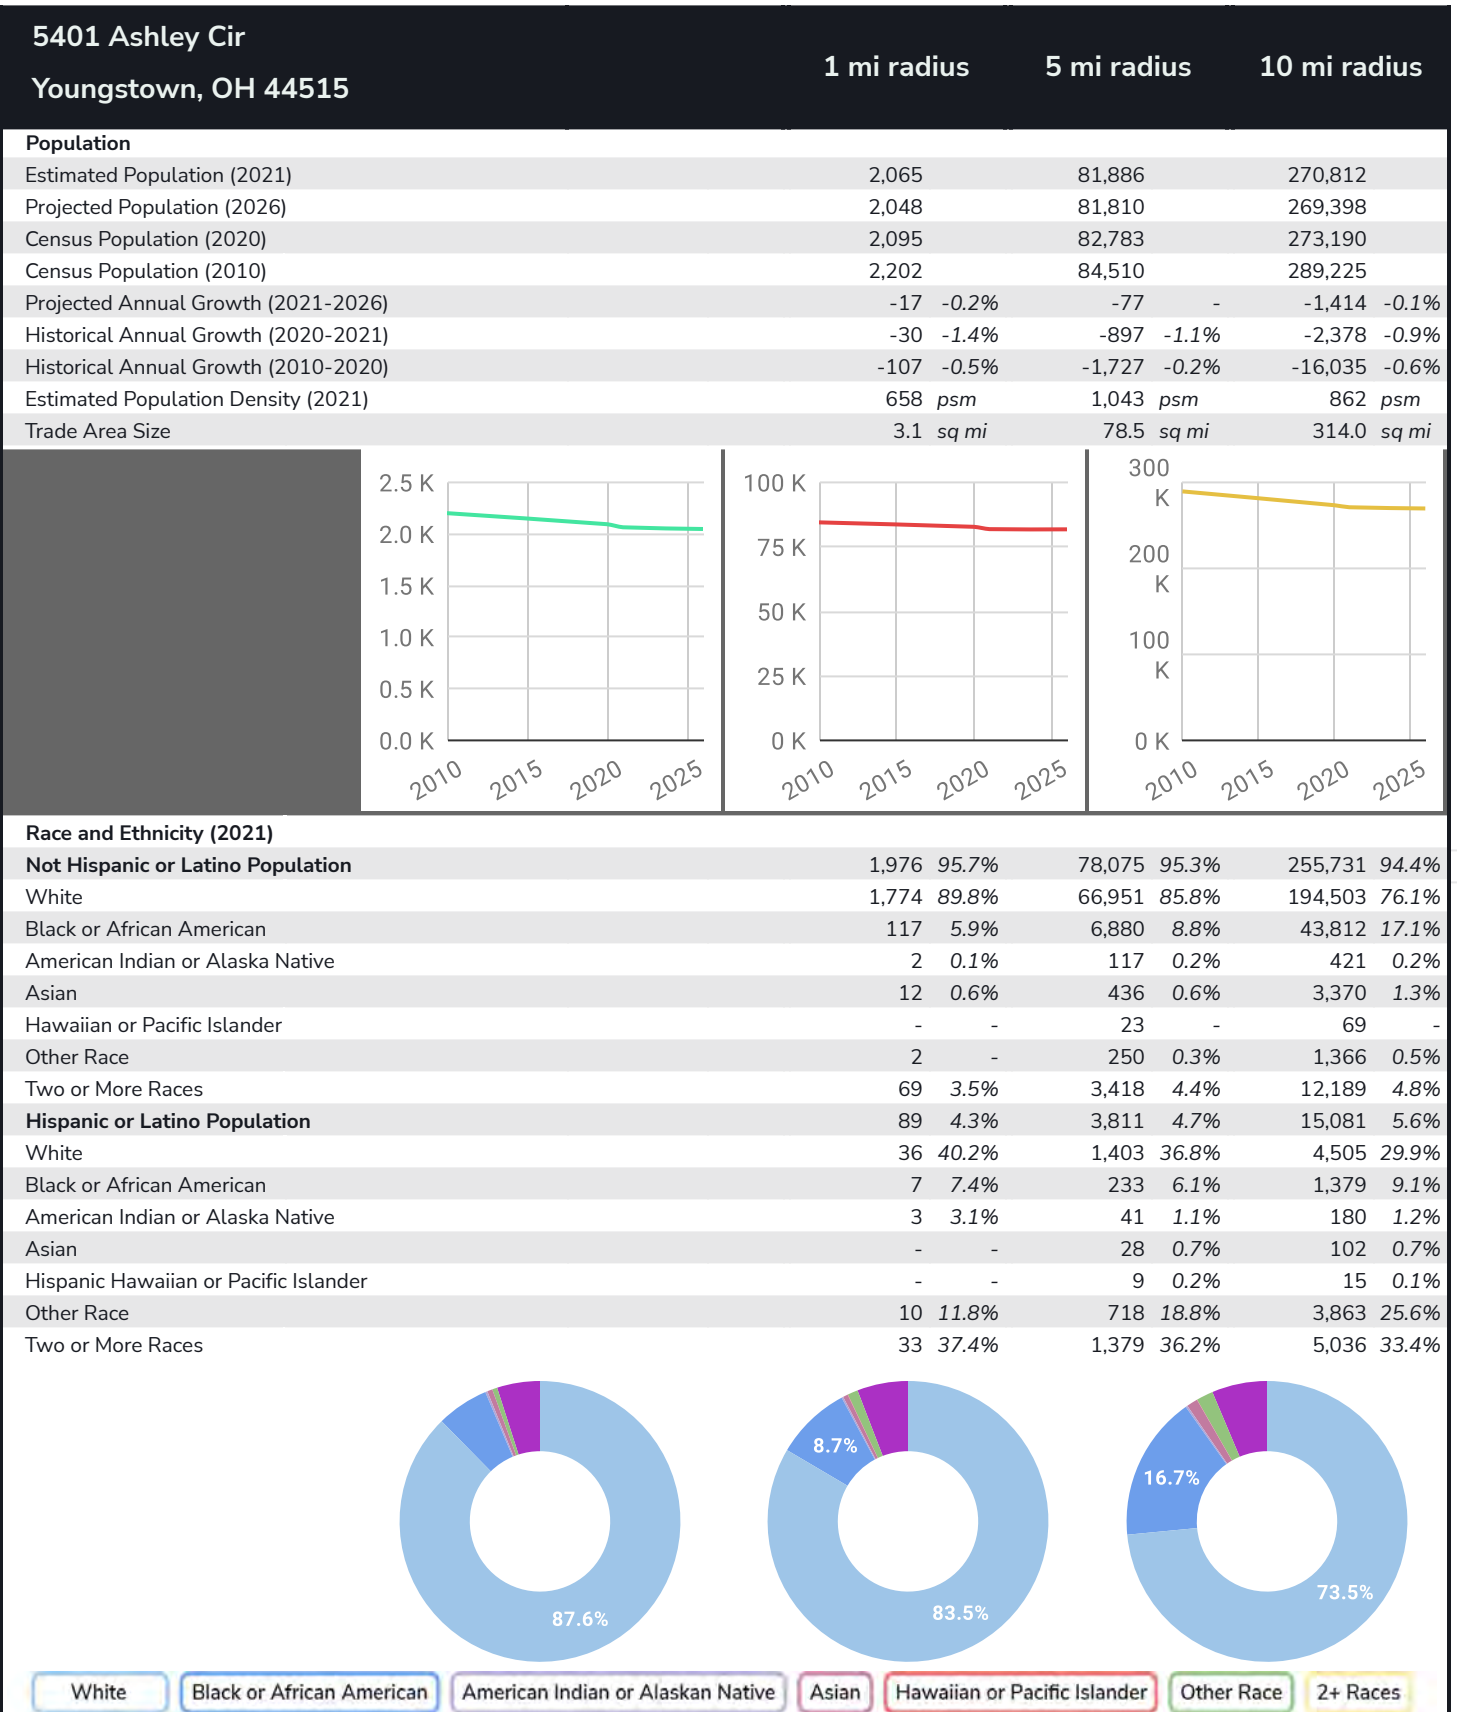 5401 Ashley Cir
Youngstown, OH 44515
1 mi radius 5 mi radius 10 mi radius
Population
Estimated Population (2021) 2,065 81,886 270,812
Projected Population (2026) 2,048 81,810 269,398
Census Population (2020) 2,095 82,783 273,190
Census Population (2010) 2,202 84,510 289,225
Projected Annual Growth (2021-2026) -17 -0.2% -77 - -1,414 -0.1%
Historical Annual Growth (2020-2021) -30 -1.4% -897 -1.1% -2,378 -0.9%
Historical Annual Growth (2010-2020) -107 -0.5% -1,727 -0.2% -16,035 -0.6%
Estimated Population Density (2021) 658 psm 1,043 psm 862 psm
Trade Area Size 3.1 sq mi 78.5 sq mi 314.0 sq mi
2.5 K
2.0 K
1.5 K
1.0 K
0.5 K
0.0 K
2010 2015 2020 2025
100 K
75 K
50 K
25 K
0 K
2010 2015 2020 2025
300
K
200
K
100
K
0 K
2010 2015 2020 2025
Race and Ethnicity (2021)
Not Hispanic or Latino Population 1,976 95.7% 78,075 95.3% 255,731 94.4%
White 1,774 89.8% 66,951 85.8% 194,503 76.1%
Black or African American 117 5.9% 6,880 8.8% 43,812 17.1%
American Indian or Alaska Native 2 0.1% 117 0.2% 421 0.2%
Asian 12 0.6% 436 0.6% 3,370 1.3%
Hawaiian or Pacific Islander - - 23 - 69 -
Other Race 2 - 250 0.3% 1,366 0.5%
Two or More Races 69 3.5% 3,418 4.4% 12,189 4.8%
Hispanic or Latino Population 89 4.3% 3,811 4.7% 15,081 5.6%
White 36 40.2% 1,403 36.8% 4,505 29.9%
Black or African American 7 7.4% 233 6.1% 1,379 9.1%
American Indian or Alaska Native 3 3.1% 41 1.1% 180 1.2%
Asian - - 28 0.7% 102 0.7%
Hispanic Hawaiian or Pacific Islander - - 9 0.2% 15 0.1%
Other Race 10 11.8% 718 18.8% 3,863 25.6%
Two or More Races 33 37.4% 1,379 36.2% 5,036 33.4%
87.6%
8.7%
83.5%
16.7%
73.5%
White Black or African American American Indian or Alaskan Native Asian Hawaiian or Pacific Islander Other Race 2+ Races